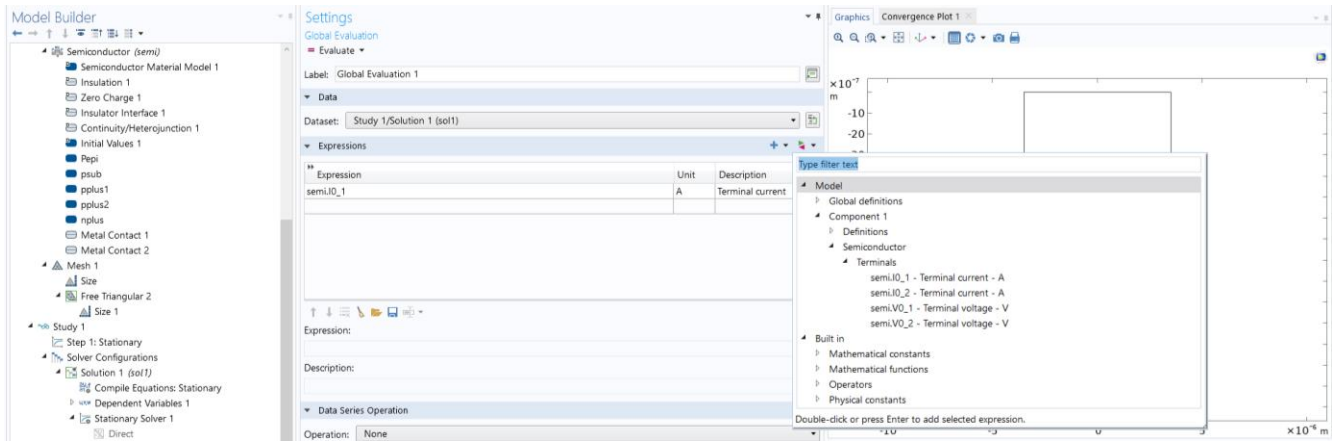 Model Builder
Semiconductor (semi)
Semiconductor Material Model 1
Insulation 1
Zero Charge 1
Insulator Interface 1
Continuity/Heterojunction 1
Initial Values 1
Pepi
psub
pplus1
pplus2
nplus
Metal Contact 1
Metal Contact 2
Mesh 1
Size
Free Triangular 2
Size 1
Study 1
Step 1: Stationary
Solver Configurations
Solution 1 (sol1)
Compile Equations: Stationary
Dependent Variables 1
Stationary Solver 1
Direct
Settings
Global Evaluation
= Evaluate
Label: Global Evaluation 1
Data
Dataset: Study 1/Solution 1 (sol1)
Expressions
Expression Unit Description
semi.I0_1 A Terminal current
Expression:
Description:
Data Series Operation
Operation: None
Graphics Convergence Plot 1
×10⁻⁷
m
-10
-20
Type filter text
Model
Global definitions
Component 1
Definitions
Semiconductor
Terminals
semi.I0_1 - Terminal current - A
semi.I0_2 - Terminal current - A
semi.V0_1 - Terminal voltage - V
semi.V0_2 - Terminal voltage - V
Built in
Mathematical constants
Mathematical functions
Operators
Physical constants
Double-click or press Enter to add selected expression.
×10⁻⁶ m